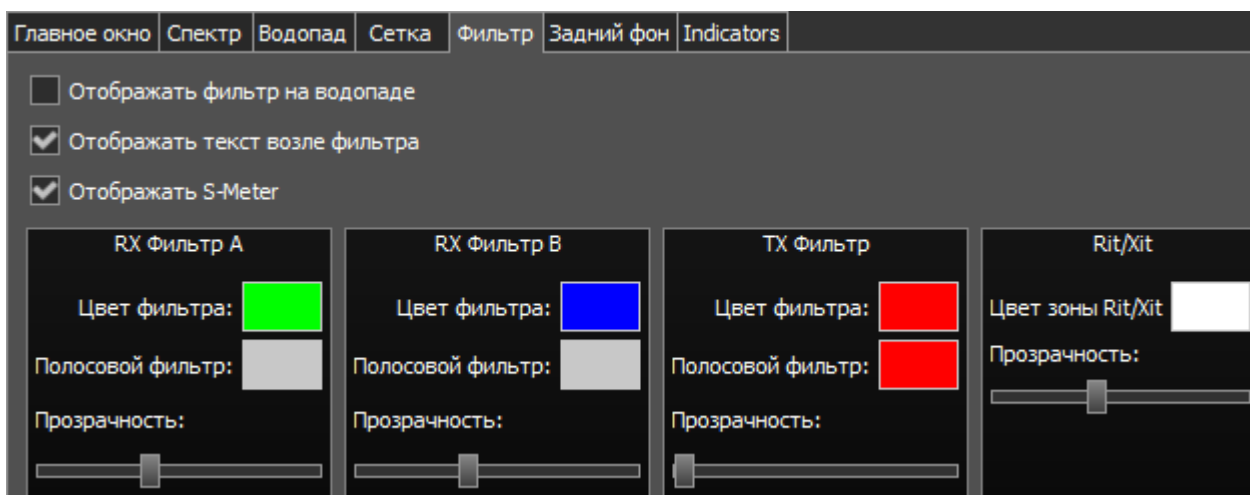 Главное окно Спектр Водопад Сетка Фильтр Задний фон Indicators
Отображать фильтр на водопаде
Отображать текст возле фильтра
Отображать S-Meter
RX Фильтр A
Цвет фильтра:
Полосовой фильтр:
Прозрачность:
RX Фильтр B
Цвет фильтра:
Полосовой фильтр:
Прозрачность:
TX Фильтр
Цвет фильтра:
Полосовой фильтр:
Прозрачность:
Rit/Xit
Цвет зоны Rit/Xit
Прозрачность: